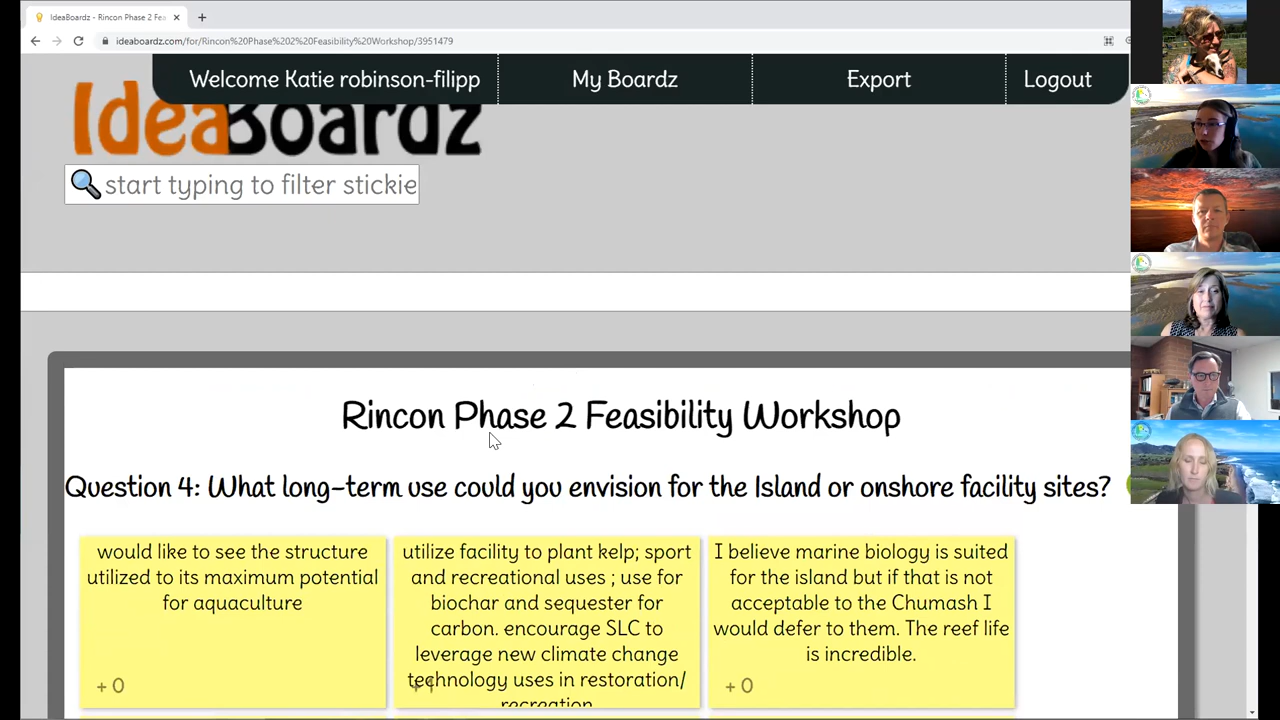 IdeaBoardz - Rincon Phase 2 Fea
ideaboardz.com/for/Rincon%20Phase%202%20Feasibility%20Workshop/3951479
Welcome Katie robinson-filipp
My Boardz
Export
Logout
IdeaBoardz
start typing to filter stickie
Rincon Phase 2 Feasibility Workshop
Question 4: What long-term use could you envision for the Island or onshore facility sites?
would like to see the structure
utilized to its maximum potential
for aquaculture
+ 0
utilize facility to plant kelp; sport
and recreational uses ; use for
biochar and sequester for
carbon. encourage SLC to
leverage new climate change
technology uses in restoration/
recreation
+ 1
I believe marine biology is suited
for the island but if that is not
acceptable to the Chumash I
would defer to them. The reef life
is incredible.
+ 0